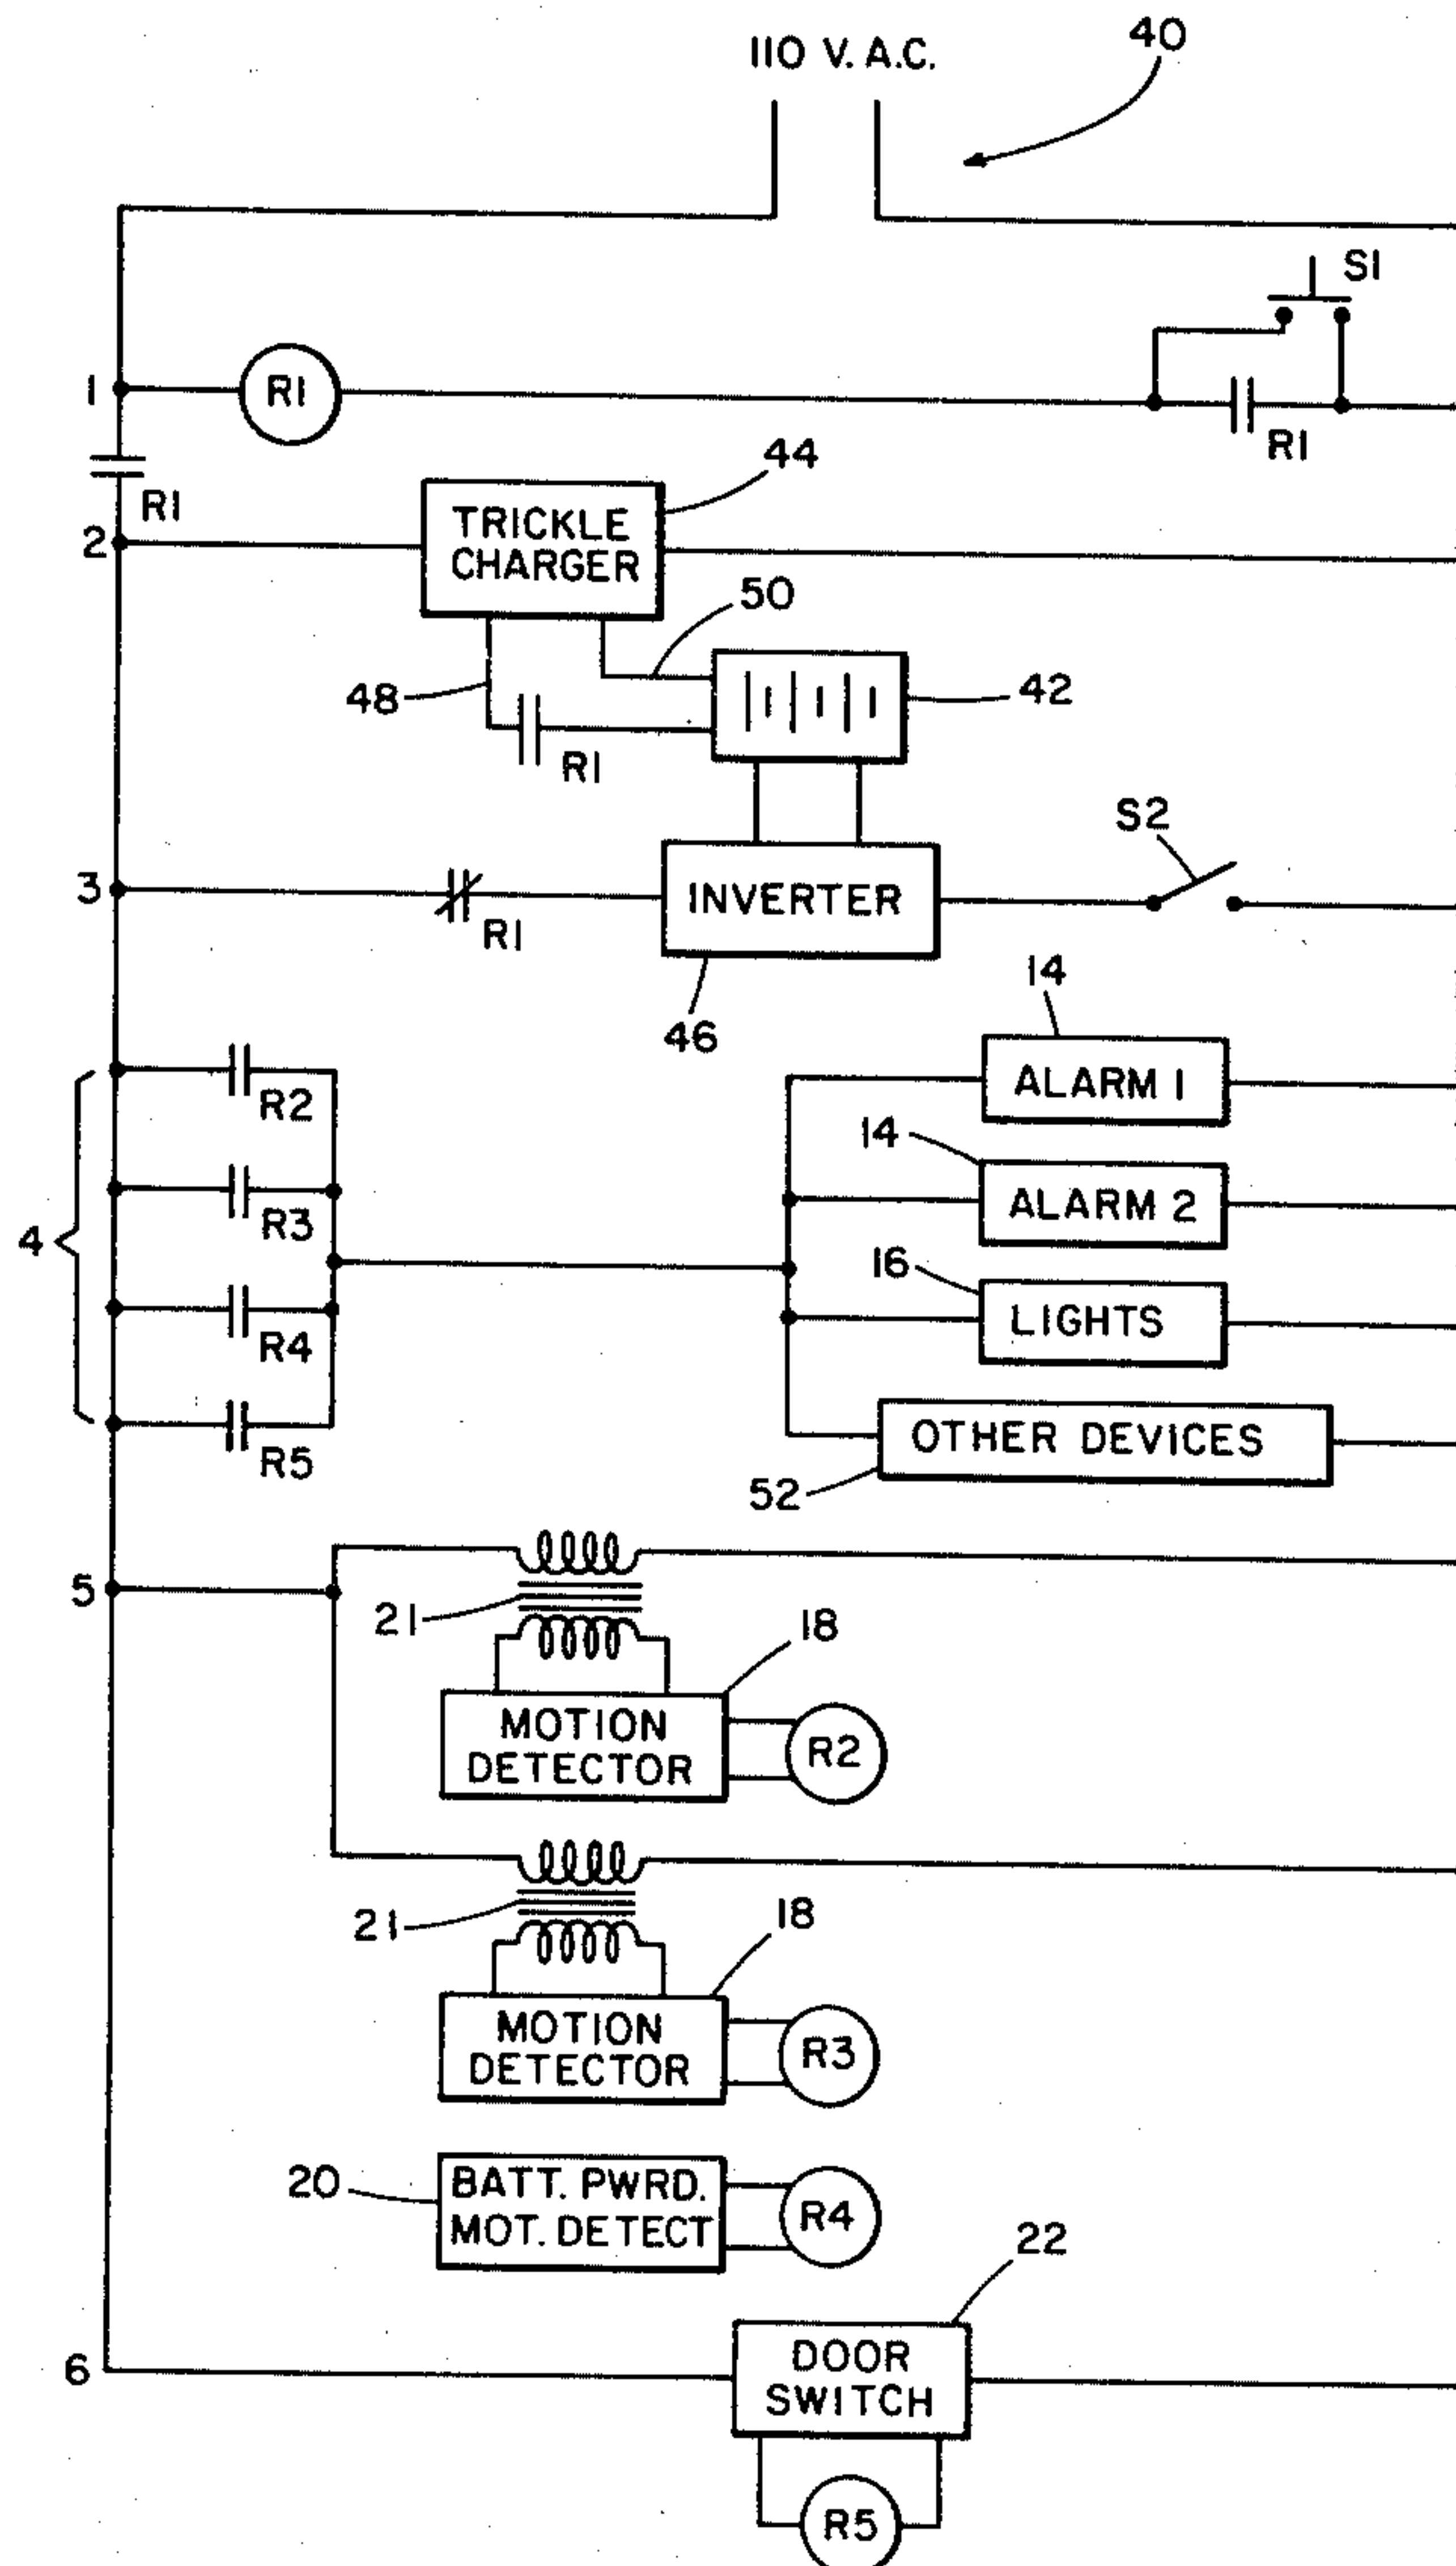 110 V. A.C.
40
S1
1
R1
R1
R1
2
44
TRICKLE
CHARGER
50
48
42
R1
S2
3
R1
INVERTER
46
14
R2
ALARM 1
14
R3
ALARM 2
4
16
R4
LIGHTS
R5
OTHER DEVICES
52
5
21
18
MOTION
DETECTOR
R2
21
18
MOTION
DETECTOR
R3
20
BATT. PWRD.
MOT. DETECT
R4
22
6
DOOR
SWITCH
R5